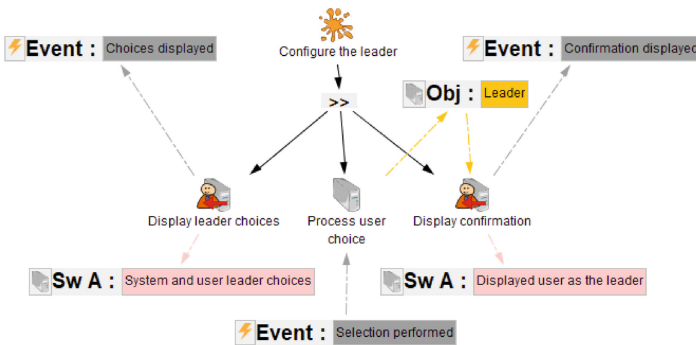 Configure the leader
Event : Choices displayed
Event : Confirmation displayed
>>
Obj : Leader
Display leader choices
Process user
choice
Display confirmation
Sw A : System and user leader choices
Sw A : Displayed user as the leader
Event : Selection performed